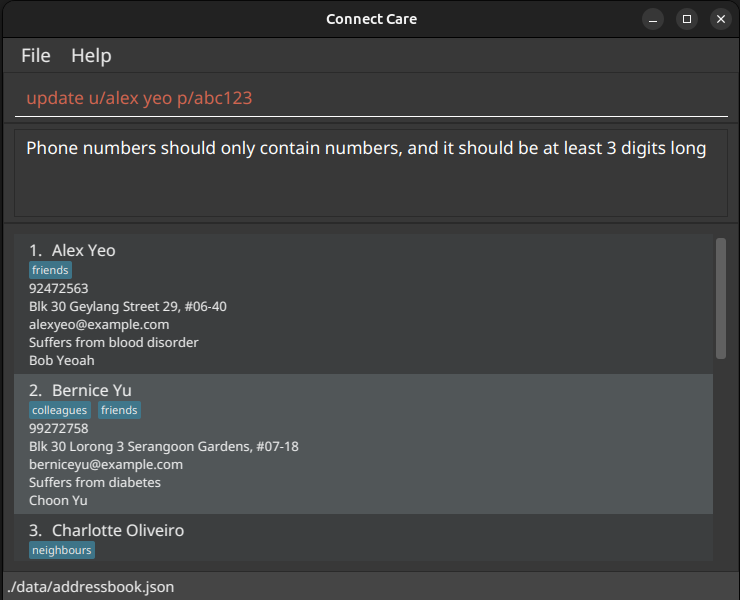 Connect Care
File Help
update u/alex yeo p/abc123
Phone numbers should only contain numbers, and it should be at least 3 digits long
1. Alex Yeo
friends
92472563
Blk 30 Geylang Street 29, #06-40
alexyeo@example.com
Suffers from blood disorder
Bob Yeoah
2. Bernice Yu
colleagues friends
99272758
Blk 30 Lorong 3 Serangoon Gardens, #07-18
berniceyu@example.com
Suffers from diabetes
Choon Yu
3. Charlotte Oliveiro
neighbours
./data/addressbook.json